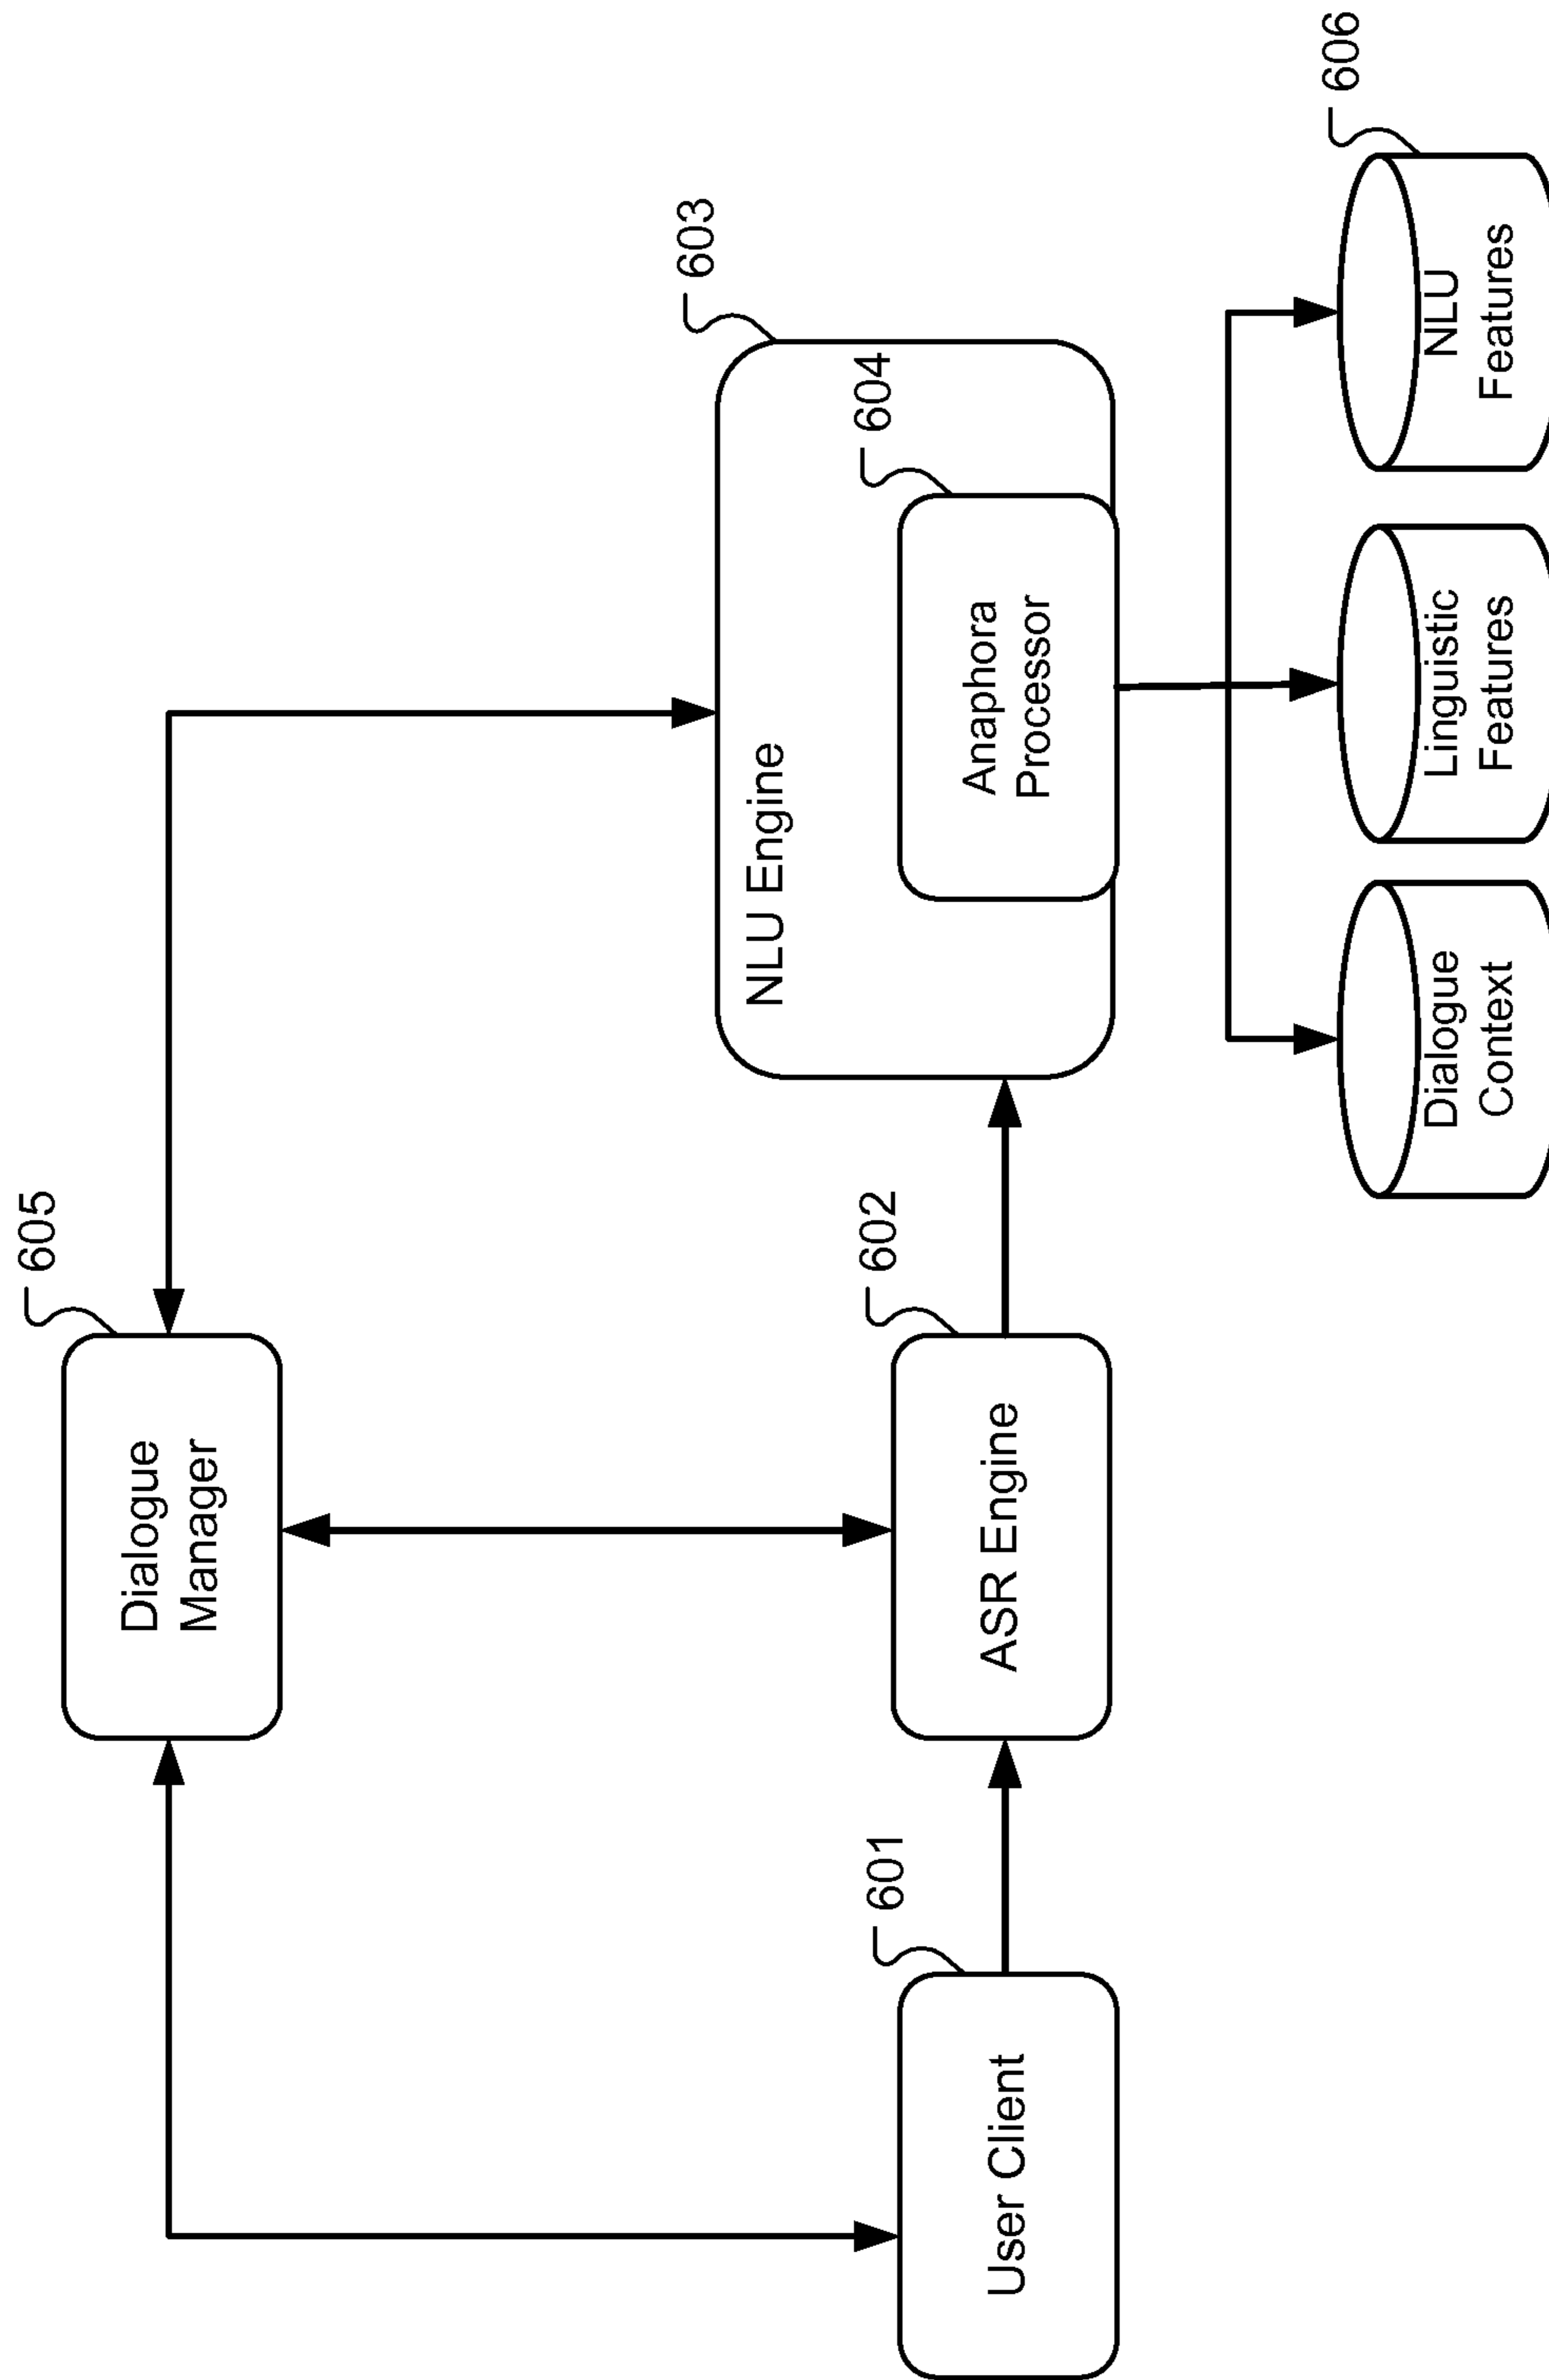 605
Dialogue
Manager
603
NLU Engine
604
Anaphora
Processor
601
User Client
602
ASR Engine
606
Dialogue
Context
Linguistic
Features
NLU
Features